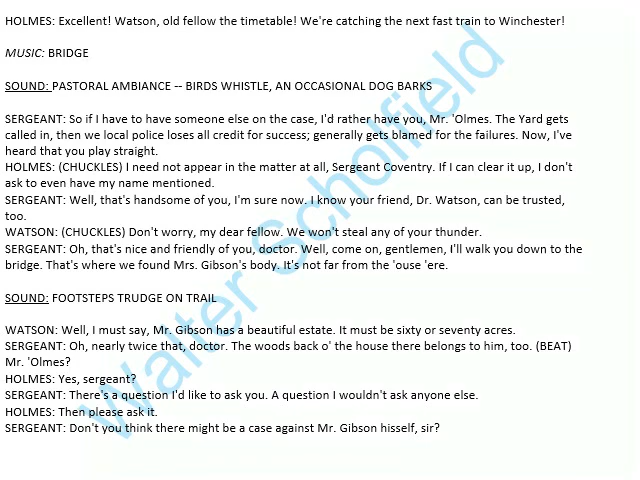 HOLMES: Excellent! Watson, old fellow the timetable! We're catching the next fast train to Winchester!
MUSIC: BRIDGE
SOUND: PASTORAL AMBIANCE -- BIRDS WHISTLE, AN OCCASIONAL DOG BARKS
SERGEANT: So if I have to have someone else on the case, I'd rather have you, Mr. 'Olmes. The Yard gets
called in, then we local police loses all credit for success; generally gets blamed for the failures. Now, I've
heard that you play straight.
HOLMES: (CHUCKLES) I need not appear in the matter at all, Sergeant Coventry. If I can clear it up, I don't
ask to even have my name mentioned.
SERGEANT: Well, that's handsome of you, I'm sure now. I know your friend, Dr. Watson, can be trusted,
too.
WATSON: (CHUCKLES) Don't worry, my dear fellow. We won't steal any of your thunder.
SERGEANT: Oh, that's nice and friendly of you, doctor. Well, come on, gentlemen, I'll walk you down to the
bridge. That's where we found Mrs. Gibson's body. It's not far from the 'ouse 'ere.
SOUND: FOOTSTEPS TRUDGE ON TRAIL
WATSON: Well, I must say, Mr. Gibson has a beautiful estate. It must be sixty or seventy acres.
SERGEANT: Oh, nearly twice that, doctor. The woods back o' the house there belongs to him, too. (BEAT)
Mr. 'Olmes?
HOLMES: Yes, sergeant?
SERGEANT: There's a question I'd like to ask you. A question I wouldn't ask anyone else.
HOLMES: Then please ask it.
SERGEANT: Don't you think there might be a case against Mr. Gibson hisself, sir?
Walter Scholfield